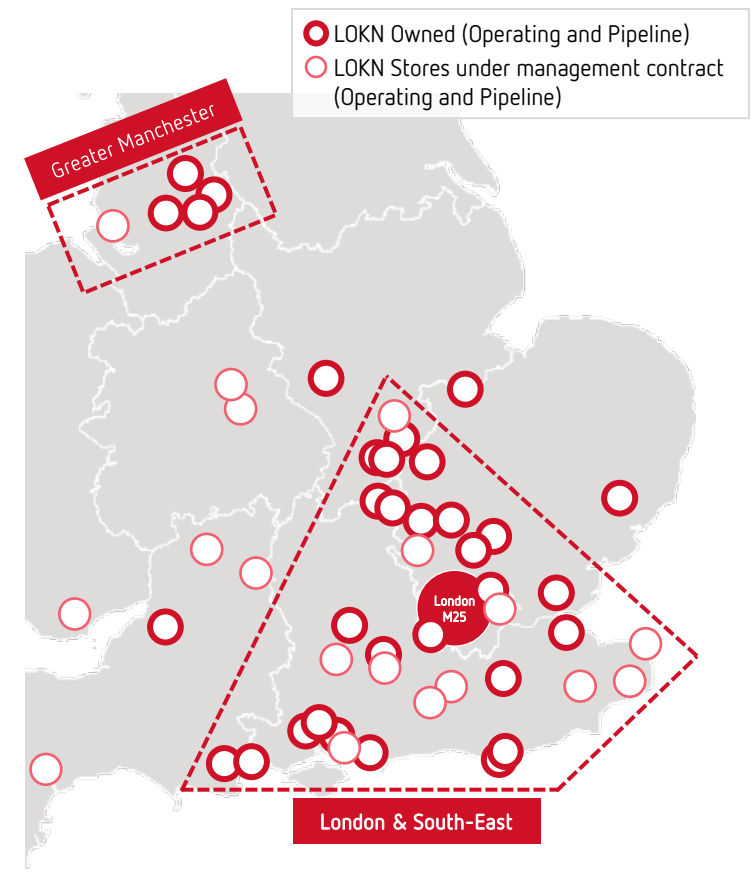 LOKN Owned (Operating and Pipeline)
LOKN Stores under management contract
(Operating and Pipeline)
Greater Manchester
London
M25
London & South-East